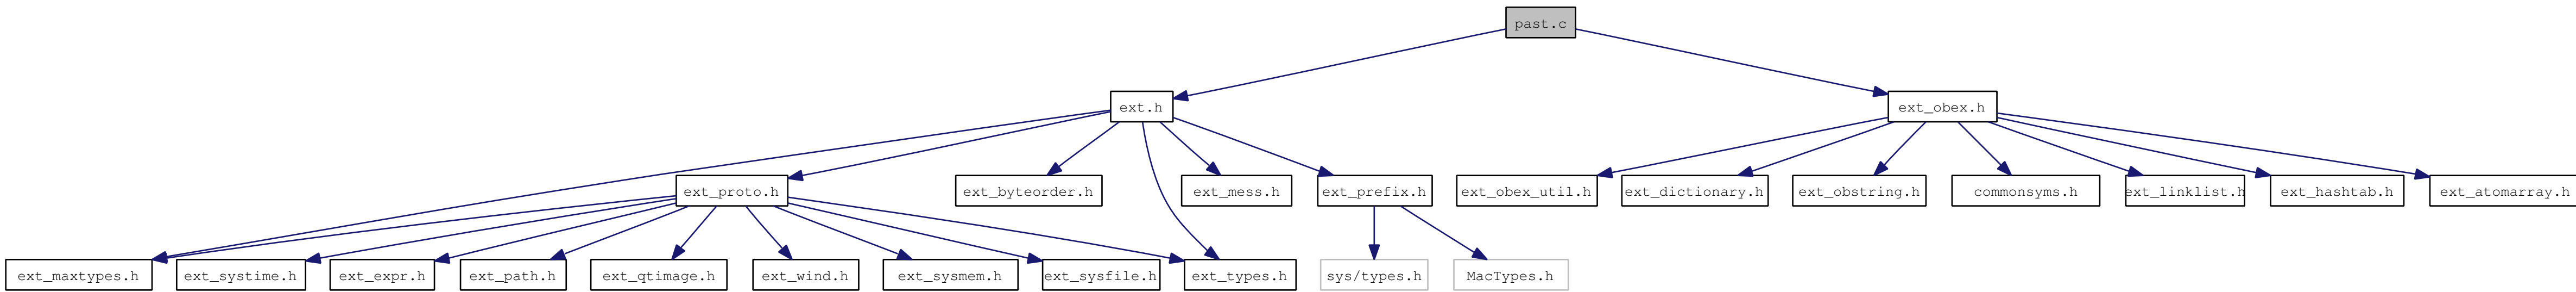 past.c
ext.h
ext_obex.h
ext_proto.h
ext_byteorder.h
ext_mess.h
ext_prefix.h
ext_obex_util.h
ext_dictionary.h
ext_obstring.h
commonsyms.h
ext_linklist.h
ext_hashtab.h
ext_atomarray.h
ext_maxtypes.h
ext_systime.h
ext_expr.h
ext_path.h
ext_qtimage.h
ext_wind.h
ext_sysmem.h
ext_sysfile.h
ext_types.h
sys/types.h
MacTypes.h